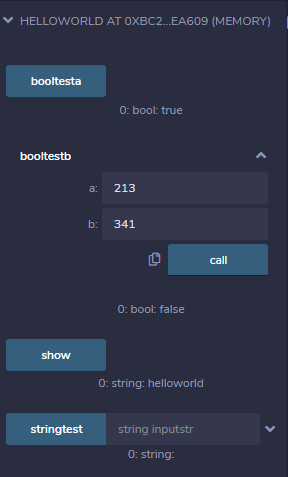 HELLOWORLD AT 0XBC2...EA609 (MEMORY)
booltesta
0: bool: true
booltestb
a: 213
b: 341
call
0: bool: false
show
0: string: helloworld
stringtest string inputstr
0: string: